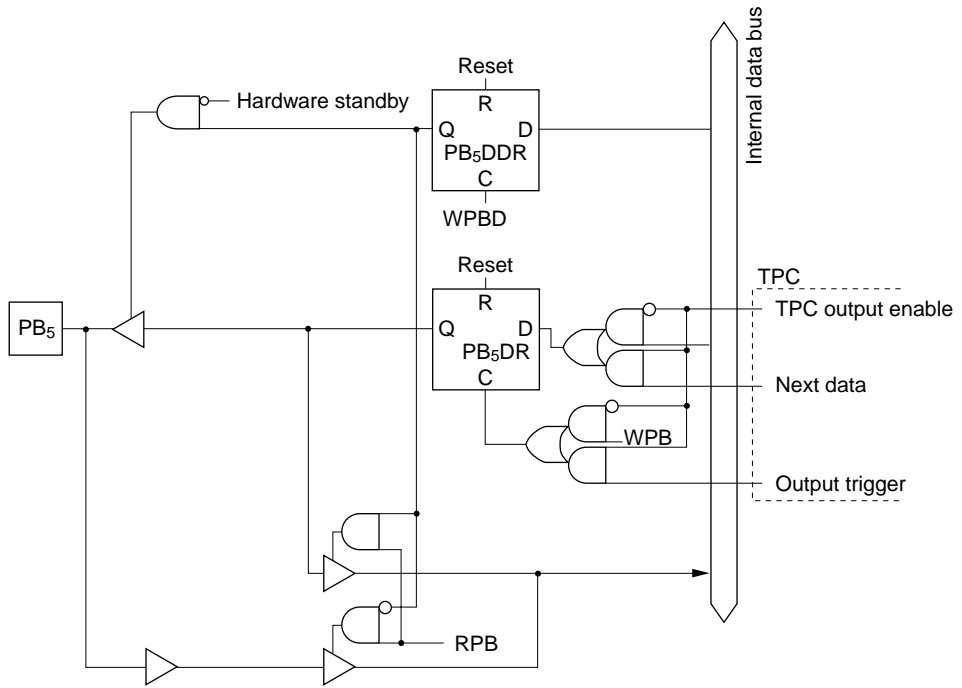 Internal data bus
Reset
Hardware standby
R
Q D
PB₅DDR
C
WPBD
Reset
TPC
R
TPC output enable
PB₅
Q D
PB₅DR
C
Next data
WPB
Output trigger
RPB